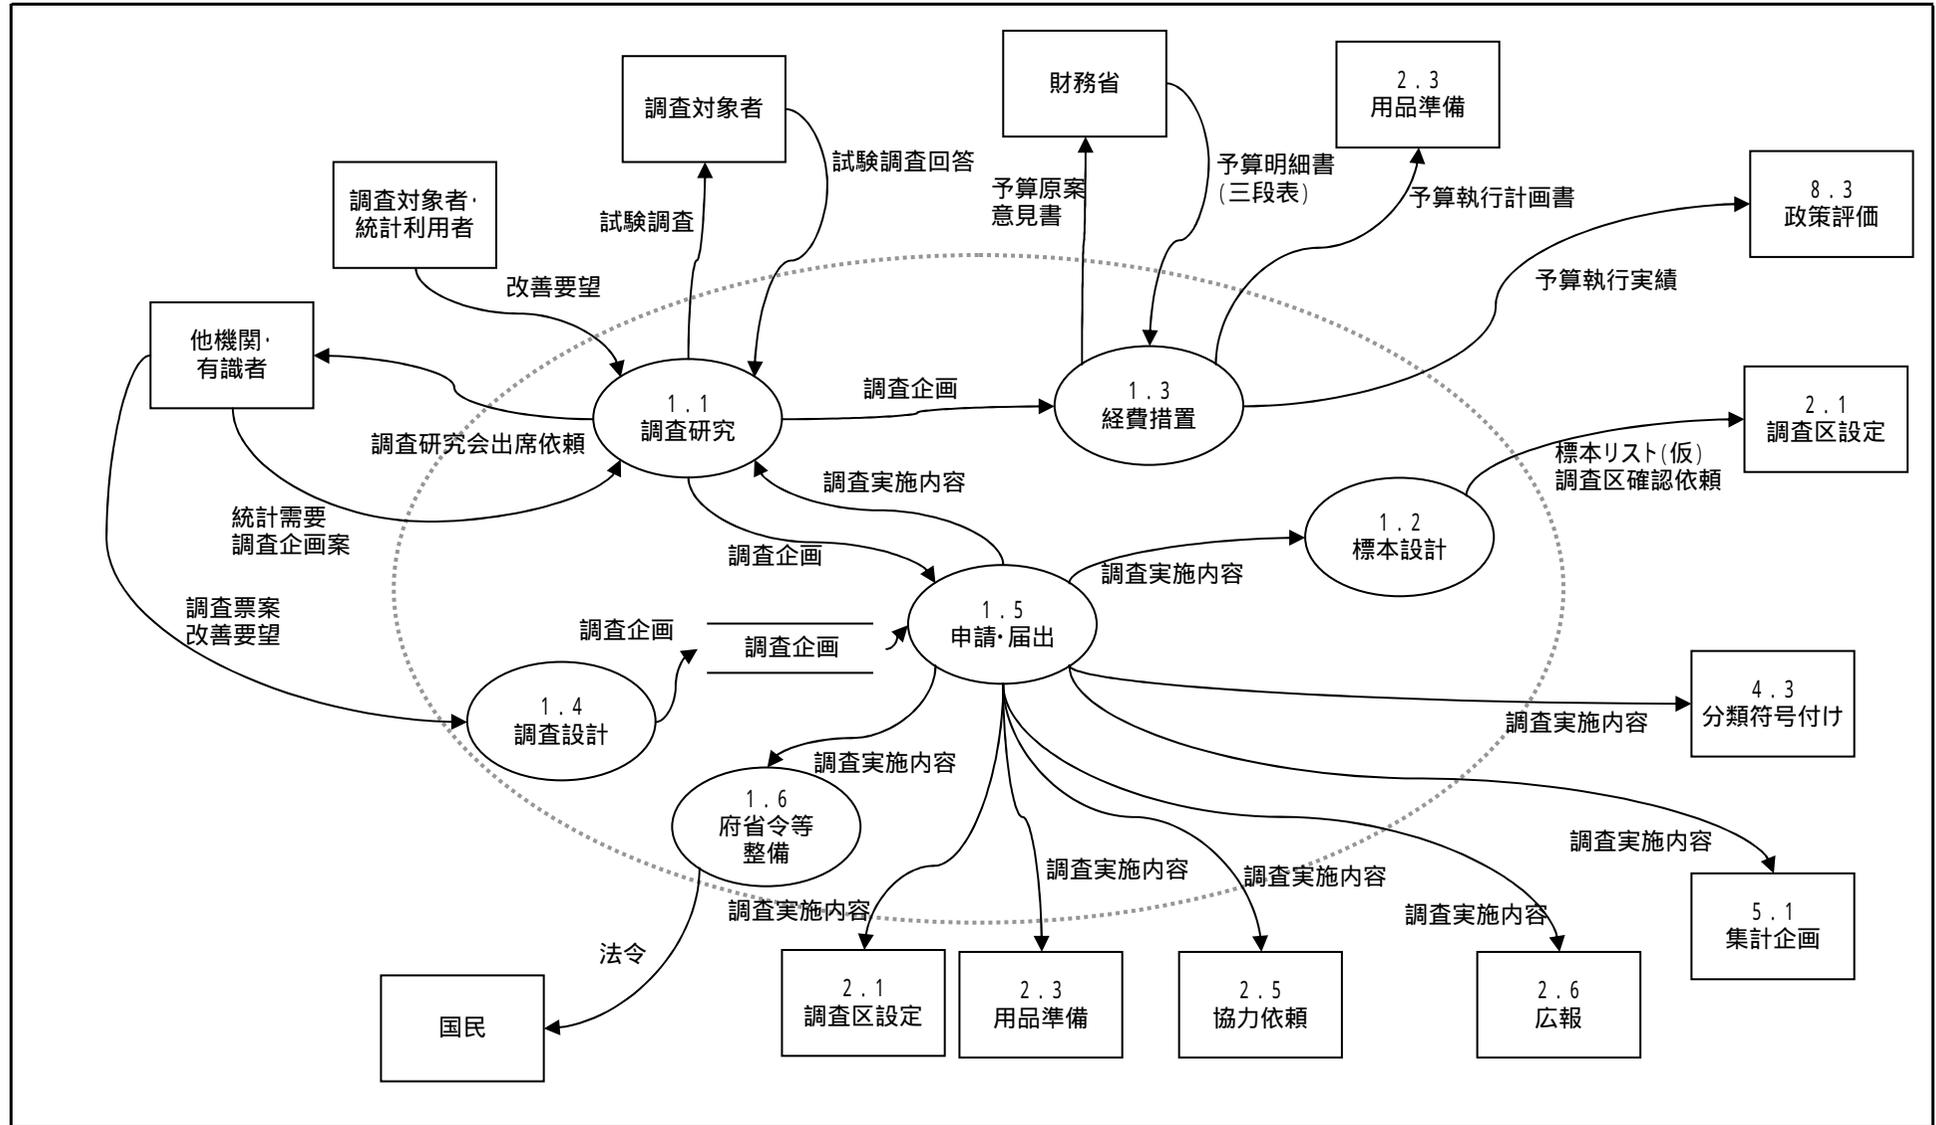 財務省
2.3
用品準備
調査対象者
試験調査回答
予算原案
意見書
予算明細書
(三段表)
予算執行計画書
8.3
政策評価
調査対象者・
統計利用者
試験調査
改善要望
予算執行実績
他機関・
有識者
1.1
調査研究
調査企画
1.3
経費措置
2.1
調査区設定
調査研究会出席依頼
標本リスト(仮)
調査区確認依頼
調査実施内容
統計需要
調査企画案
1.2
標本設計
調査企画
調査実施内容
調査票案
改善要望
調査企画
調査企画
1.5
申請・届出
1.4
調査設計
4.3
分類符号付け
調査実施内容
調査実施内容
1.6
府省令等
整備
調査実施内容
調査実施内容
調査実施内容
調査実施内容
調査実施内容
5.1
集計企画
法令
国民
2.1
調査区設定
2.3
用品準備
2.5
協力依頼
2.6
広報